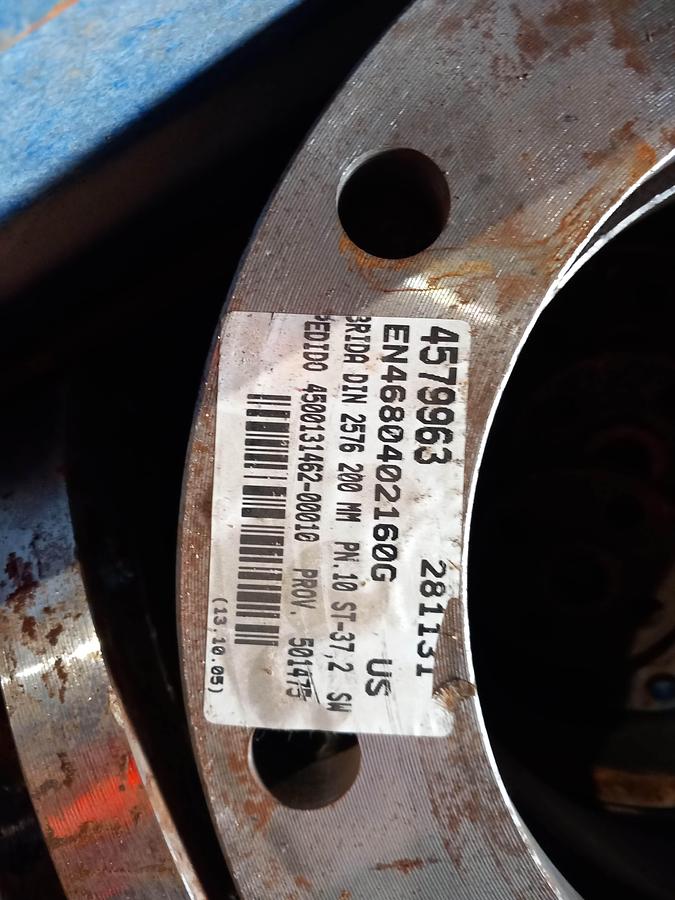 4579963 281131
EN4680402160G US
BRIDA DIN 2576 200 MM PN.10 ST-37,2 SW
PEDIDO 4500131462-00010 PROV. 501475
(13.10.05)